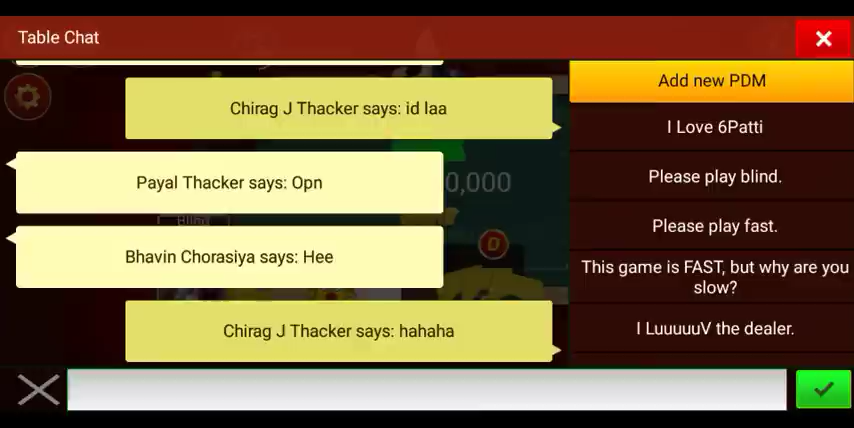 Table Chat
Chirag J Thacker says: id laa
Payal Thacker says: Opn
Bhavin Chorasiya says: Hee
Chirag J Thacker says: hahaha
0,000
D
Add new PDM
I Love 6Patti
Please play blind.
Please play fast.
This game is FAST, but why are you
slow?
I LuuuuuV the dealer.